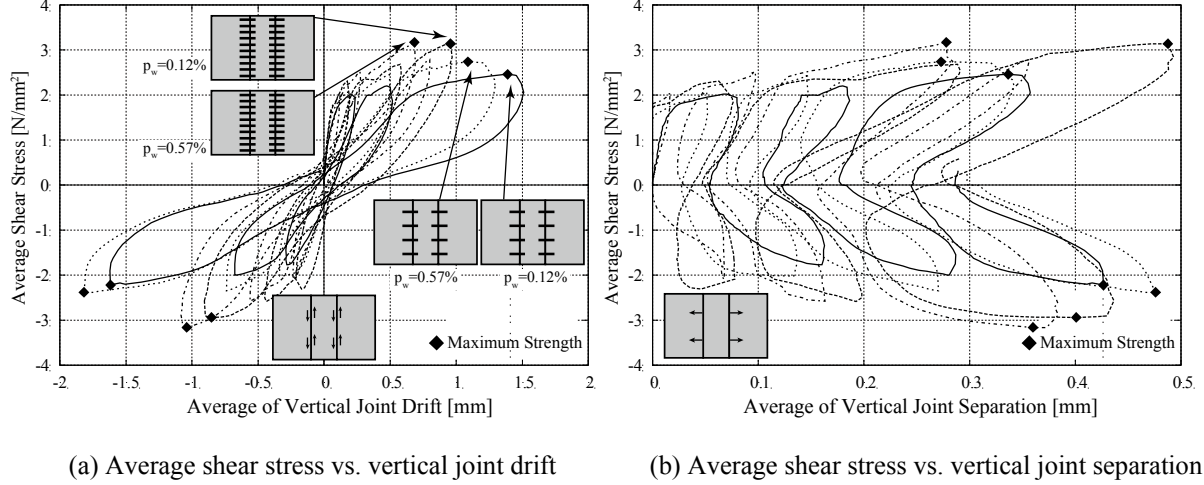 Average Shear Stress [N/mm²]
4
3
2
1
0
-1
-2
-3
-4
-2
-1.5
-1
-0.5
0
0.5
1
1.5
2
p_w=0.12%
p_w=0.57%
p_w=0.57%
p_w=0.12%
Maximum Strength
Average of Vertical Joint Drift [mm]
(a) Average shear stress vs. vertical joint drift
Average Shear Stress [N/mm²]
4
3
2
1
0
-1
-2
-3
-4
0
0.1
0.2
0.3
0.4
0.5
Maximum Strength
Average of Vertical Joint Separation [mm]
(b) Average shear stress vs. vertical joint separation